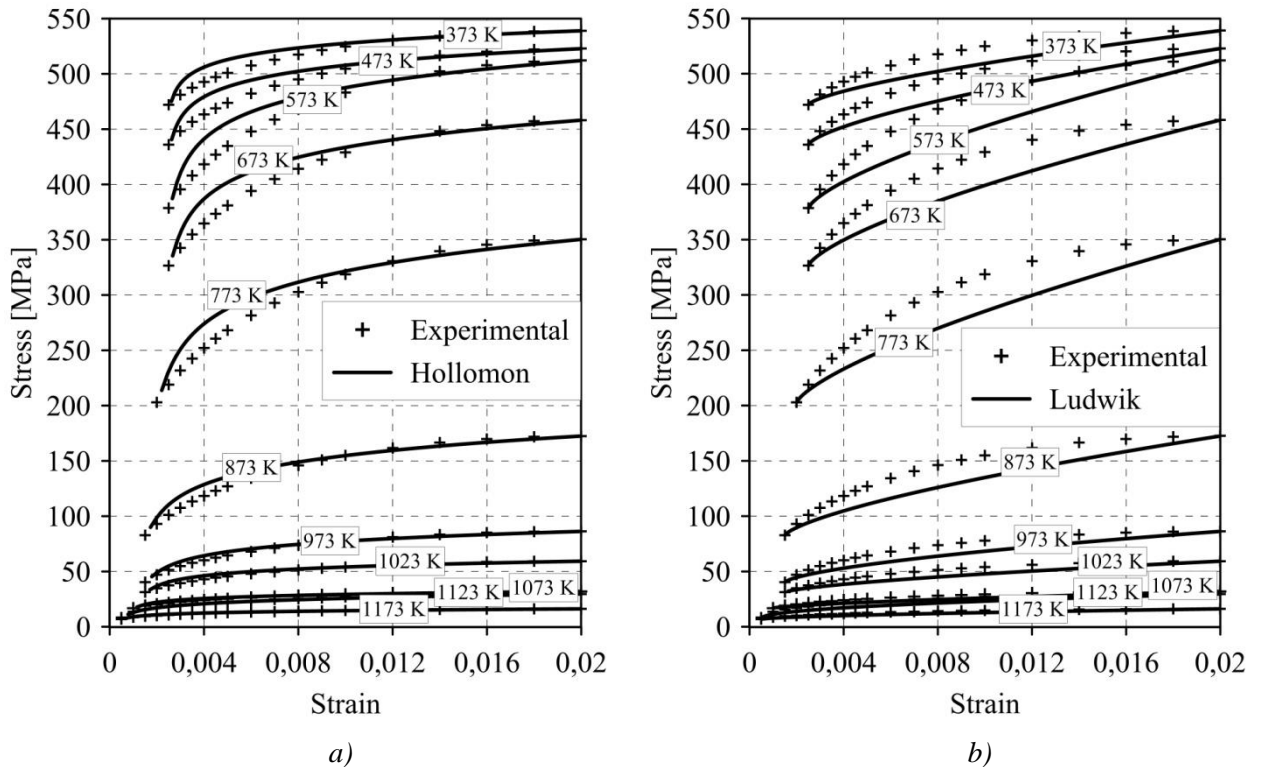 550
500
450
400
350
300
250
200
150
100
50
0
Stress [MPa]
373 K
473 K
573 K
673 K
773 K
Experimental
Hollomon
873 K
973 K
1023 K
1073 K
1123 K
1173 K
0 0,004 0,008 0,012 0,016 0,02
Strain
a)
550
500
450
400
350
300
250
200
150
100
50
0
Stress [MPa]
373 K
473 K
573 K
673 K
773 K
Experimental
Ludwik
873 K
973 K
1023 K
1073 K
1123 K
1173 K
0 0,004 0,008 0,012 0,016 0,02
Strain
b)